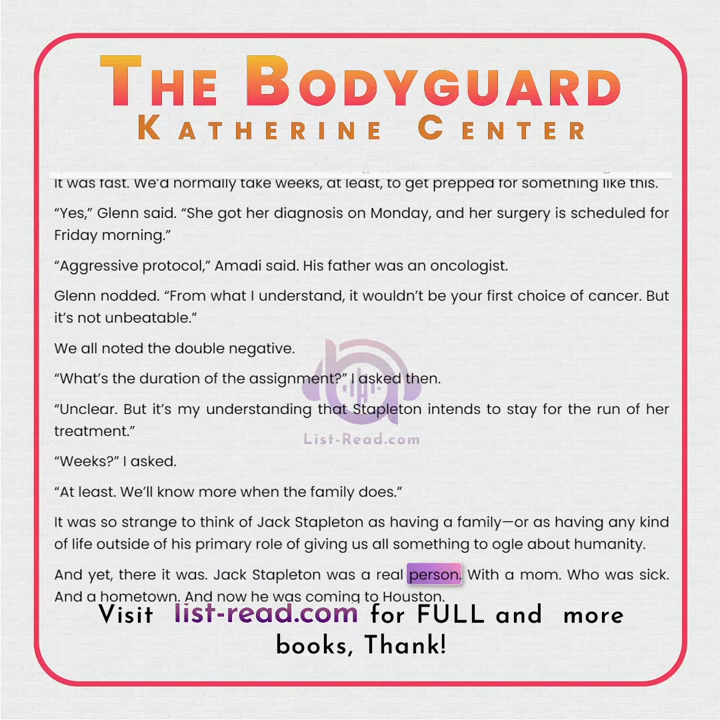 THE BODYGUARD
KATHERINE CENTER
It was fast. We’d normally take weeks, at least, to get prepped for something like this.
“Yes,” Glenn said. “She got her diagnosis on Monday, and her surgery is scheduled for
Friday morning.”
“Aggressive protocol,” Amadi said. His father was an oncologist.
Glenn nodded. “From what I understand, it wouldn’t be your first choice of cancer. But
it’s not unbeatable.”
We all noted the double negative.
“What’s the duration of the assignment?” I asked then.
“Unclear. But it’s my understanding that Stapleton intends to stay for the run of her
treatment.”
List-Read.com
“Weeks?” I asked.
“At least. We’ll know more when the family does.”
It was so strange to think of Jack Stapleton as having a family—or as having any kind
of life outside of his primary role of giving us all something to ogle about humanity.
And yet, there it was. Jack Stapleton was a real person. With a mom. Who was sick.
And a hometown. And now he was coming to Houston.
Visit list-read.com for FULL and more
books, Thank!